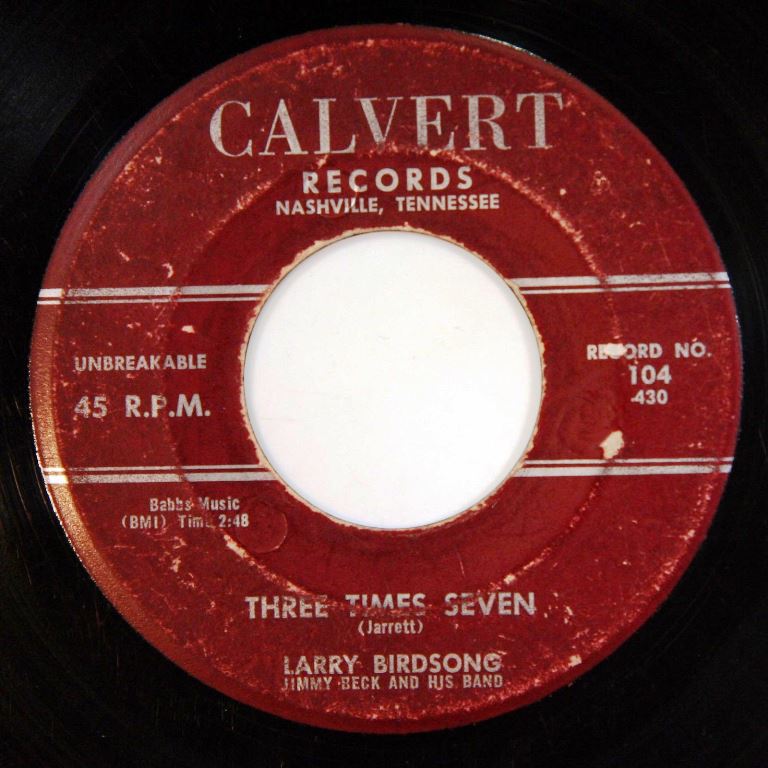 CALVERT
RECORDS
NASHVILLE, TENNESSEE
UNBREAKABLE
45 R.P.M.
RECORD NO.
104
430
Babbs Music
(BMI) Time 2:48
THREE TIMES SEVEN
(Jarrett)
LARRY BIRDSONG
JIMMY BECK AND HIS BAND